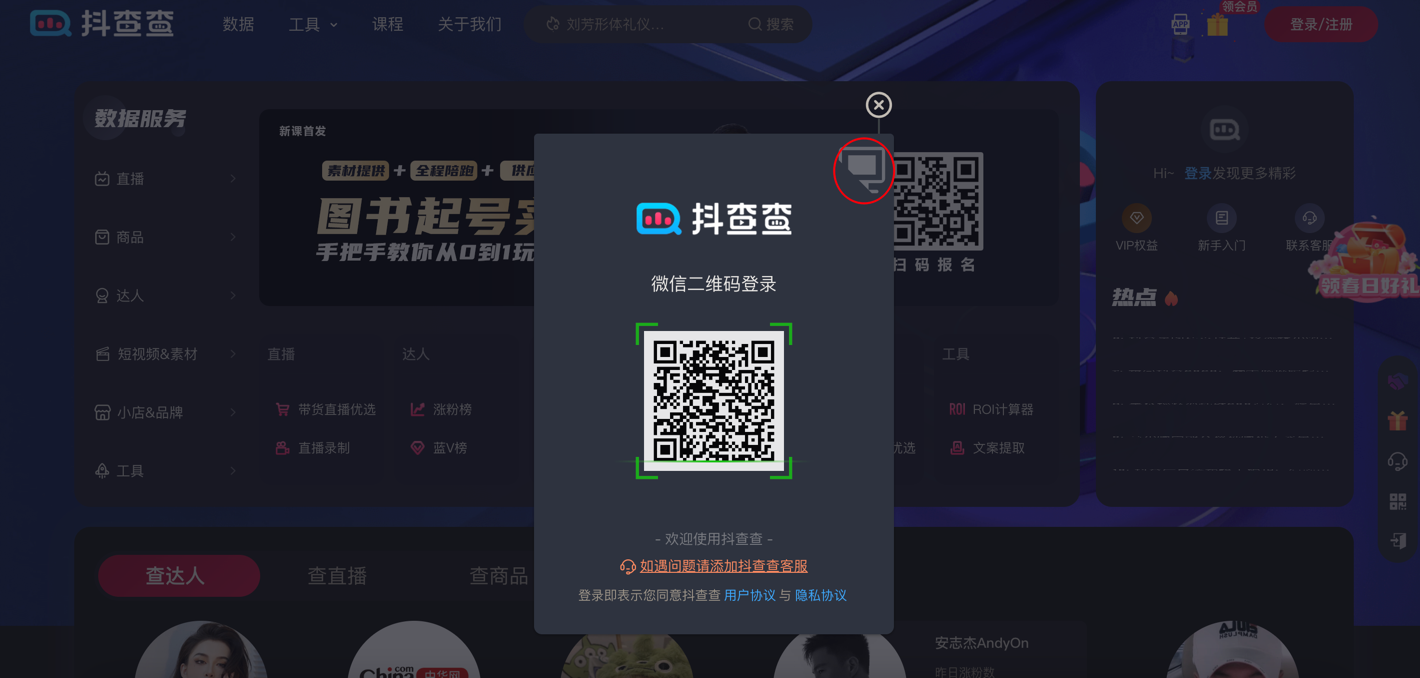 抖查查
数据
工具
课程
关于我们
刘芳形体礼仪...
搜索
APP
领会员
登录/注册
数据服务
直播
商品
达人
短视频&素材
小店&品牌
工具
新课首发
素材提供+全程陪跑+
图书起号
手把手教你从0到1玩
扫码报名
直播
达人
工具
带货直播优选
涨粉榜
ROI ROI计算器
直播录制
蓝V榜
文案提取
抖查查
微信二维码登录
- 欢迎使用抖查查 -
如遇问题请添加抖查查客服
登录即表示您同意抖查查 用户协议 与 隐私协议
Hi~ 登录发现更多精彩
VIP权益
新手入门
联系客服
热点
领春日好礼
查达人
查直播
查商品
China.com
中华网
安志杰AndyOn
昨日涨粉数